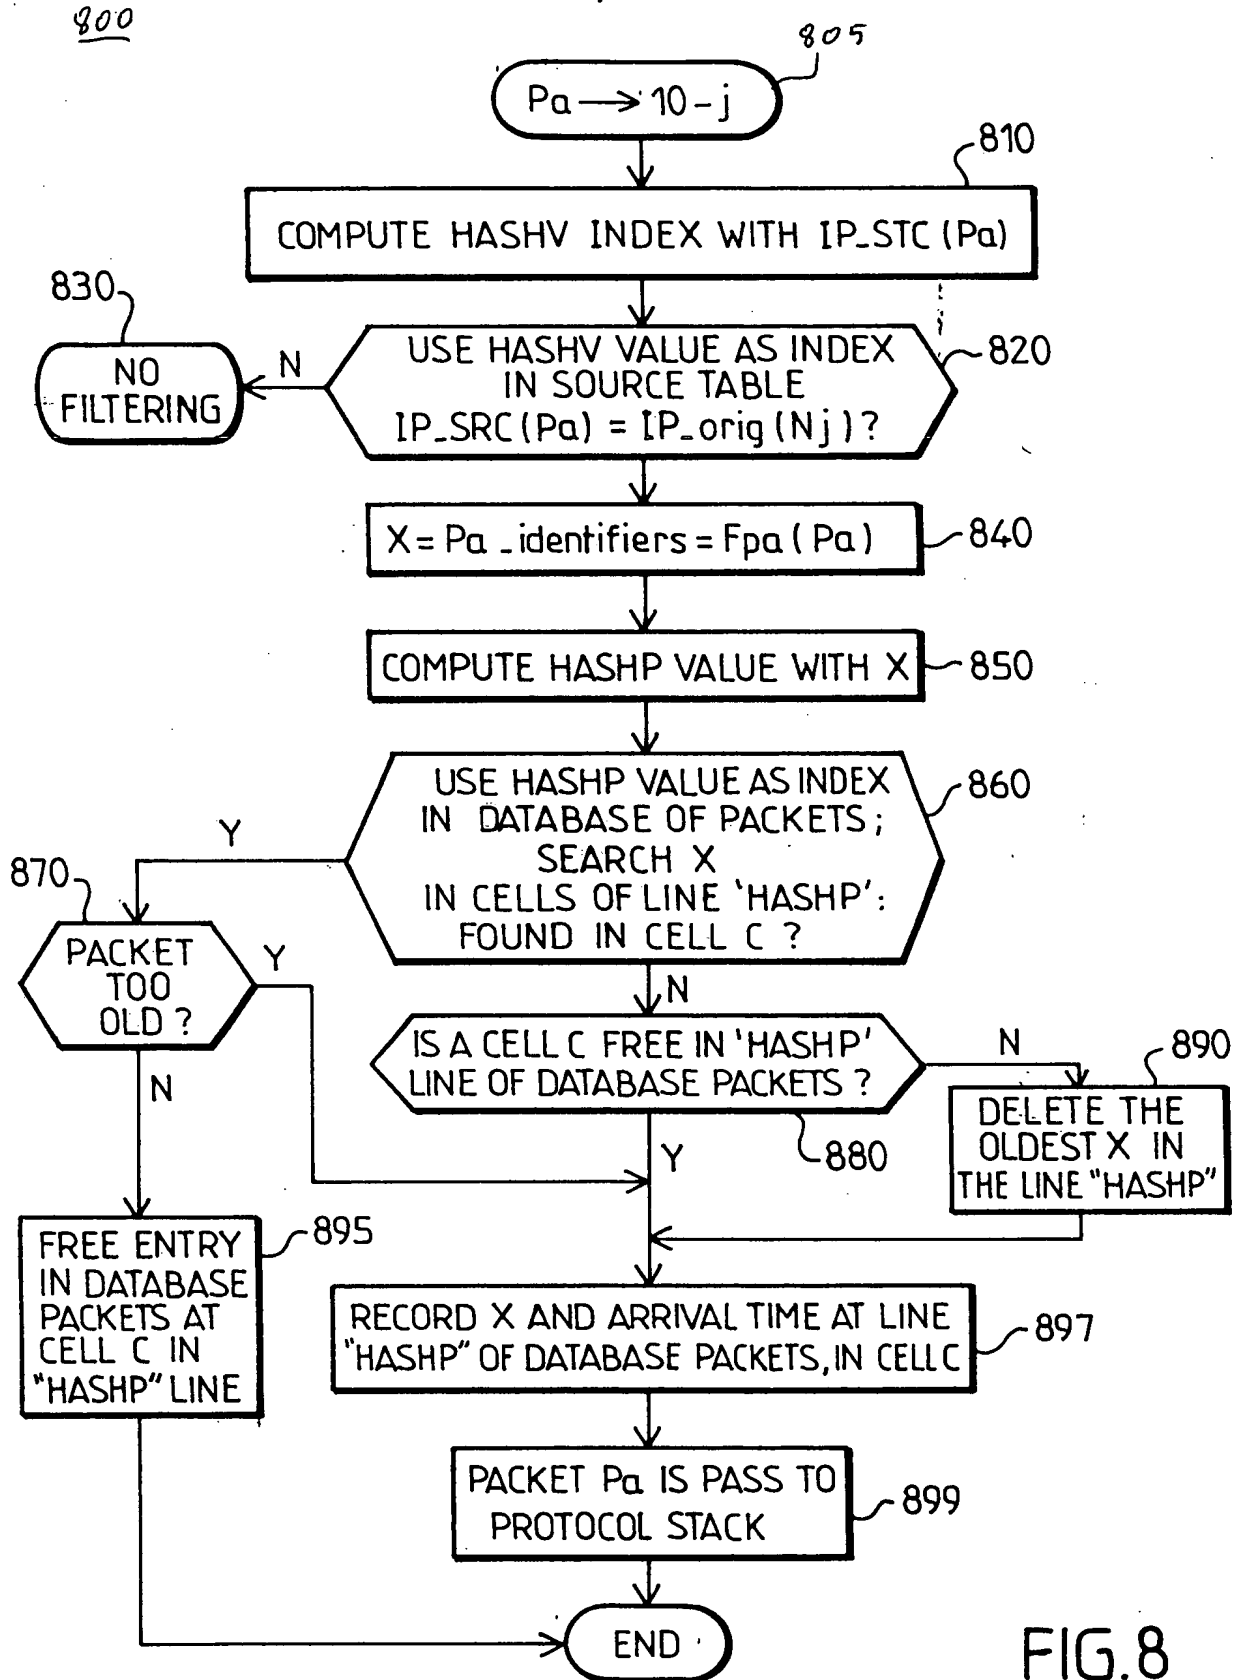 800
805
Pa → 10-j
810
COMPUTE HASHV INDEX WITH IP_STC (Pa)
830
NO
FILTERING
N
USE HASHV VALUE AS INDEX
IN SOURCE TABLE
IP_SRC(Pa) = IP_orig(Nj)?
820
X = Pa_identifiers = Fpa(Pa)
840
COMPUTE HASHP VALUE WITH X
850
USE HASHP VALUE AS INDEX
IN DATABASE OF PACKETS;
SEARCH X
IN CELLS OF LINE 'HASHP':
FOUND IN CELL C ?
860
Y
870
PACKET
TOO
OLD ?
Y
N
N
IS A CELL C FREE IN 'HASHP'
LINE OF DATABASE PACKETS ?
880
N
890
DELETE THE
OLDEST X IN
THE LINE "HASHP"
Y
FREE ENTRY
IN DATABASE
PACKETS AT
CELL C IN
"HASHP" LINE
895
RECORD X AND ARRIVAL TIME AT LINE
"HASHP" OF DATABASE PACKETS, IN CELL C
897
PACKET Pa IS PASS TO
PROTOCOL STACK
899
END
FIG.8